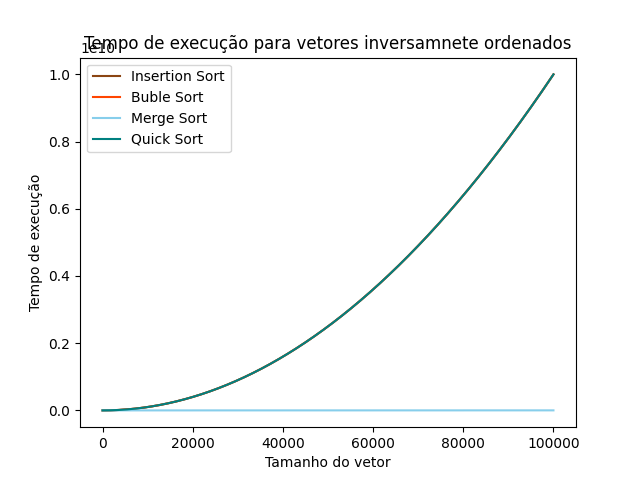 Tempo de execução para vetores inversamnete ordenados
1e10
Insertion Sort
Buble Sort
Merge Sort
Quick Sort
1.0
0.8
0.6
0.4
0.2
0.0
Tempo de execução
0 20000 40000 60000 80000 100000
Tamanho do vetor